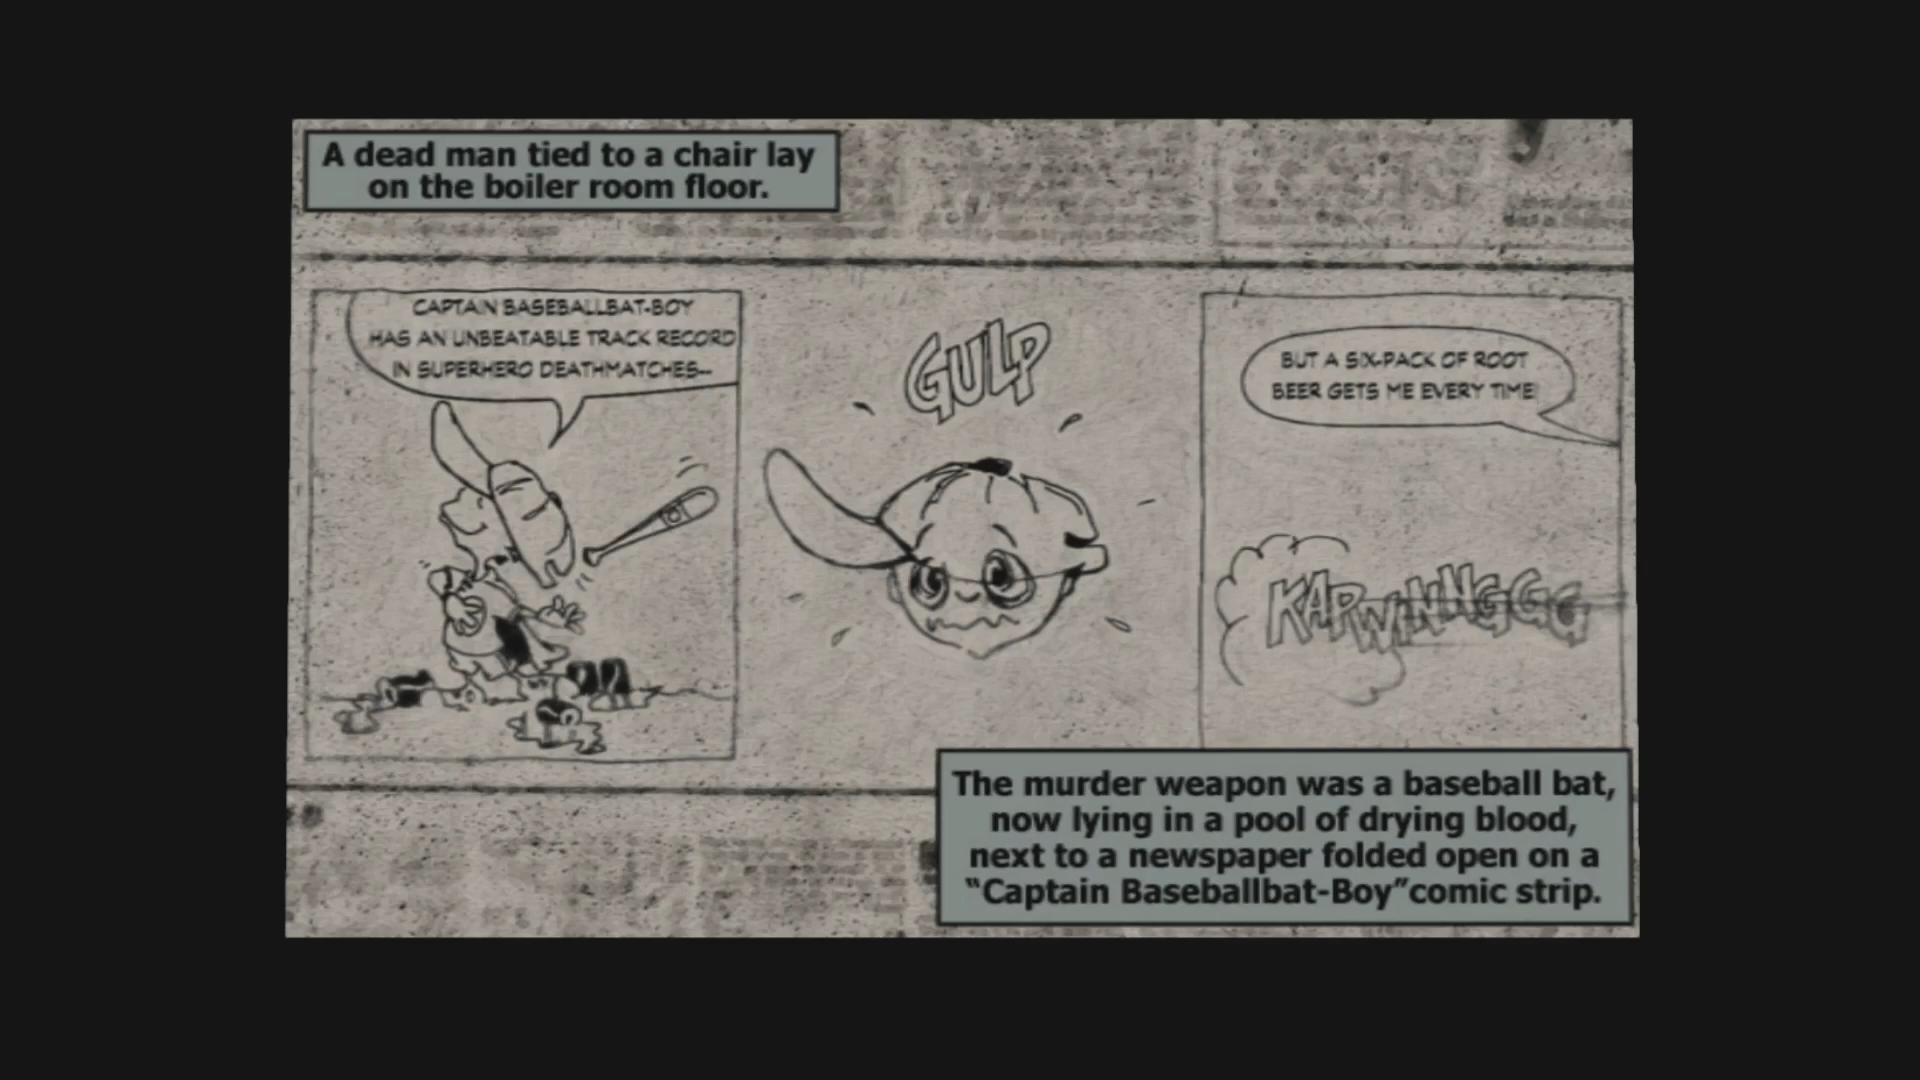 A dead man tied to a chair lay
on the boiler room floor.
CAPTAIN BASEBALLBAT-BOY
HAS AN UNBEATABLE TRACK RECORD
IN SUPERHERO DEATHMATCHES--
GULP
BUT A SIX-PACK OF ROOT
BEER GETS ME EVERY TIME!
KAPWINNGGG
The murder weapon was a baseball bat,
now lying in a pool of drying blood,
next to a newspaper folded open on a
“Captain Baseballbat-Boy”comic strip.